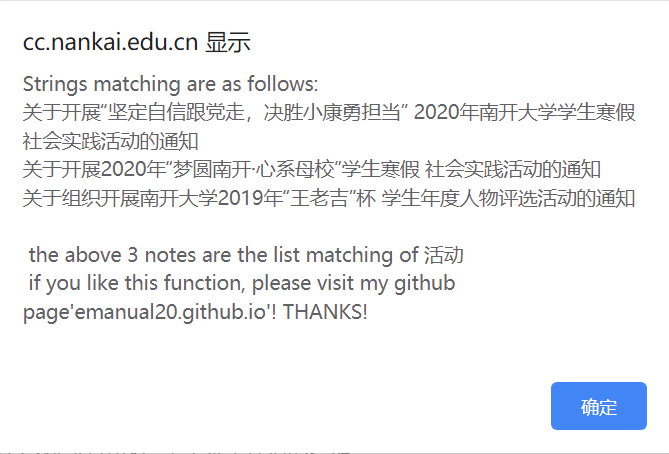 cc.nankai.edu.cn 显示
Strings matching are as follows:
关于开展“坚定自信跟党走，决胜小康勇担当” 2020年南开大学学生寒假
社会实践活动的通知
关于开展2020年“梦圆南开·心系母校”学生寒假 社会实践活动的通知
关于组织开展南开大学2019年“王老吉”杯 学生年度人物评选活动的通知
the above 3 notes are the list matching of 活动
if you like this function, please visit my github
page'emanual20.github.io'! THANKS!
确定